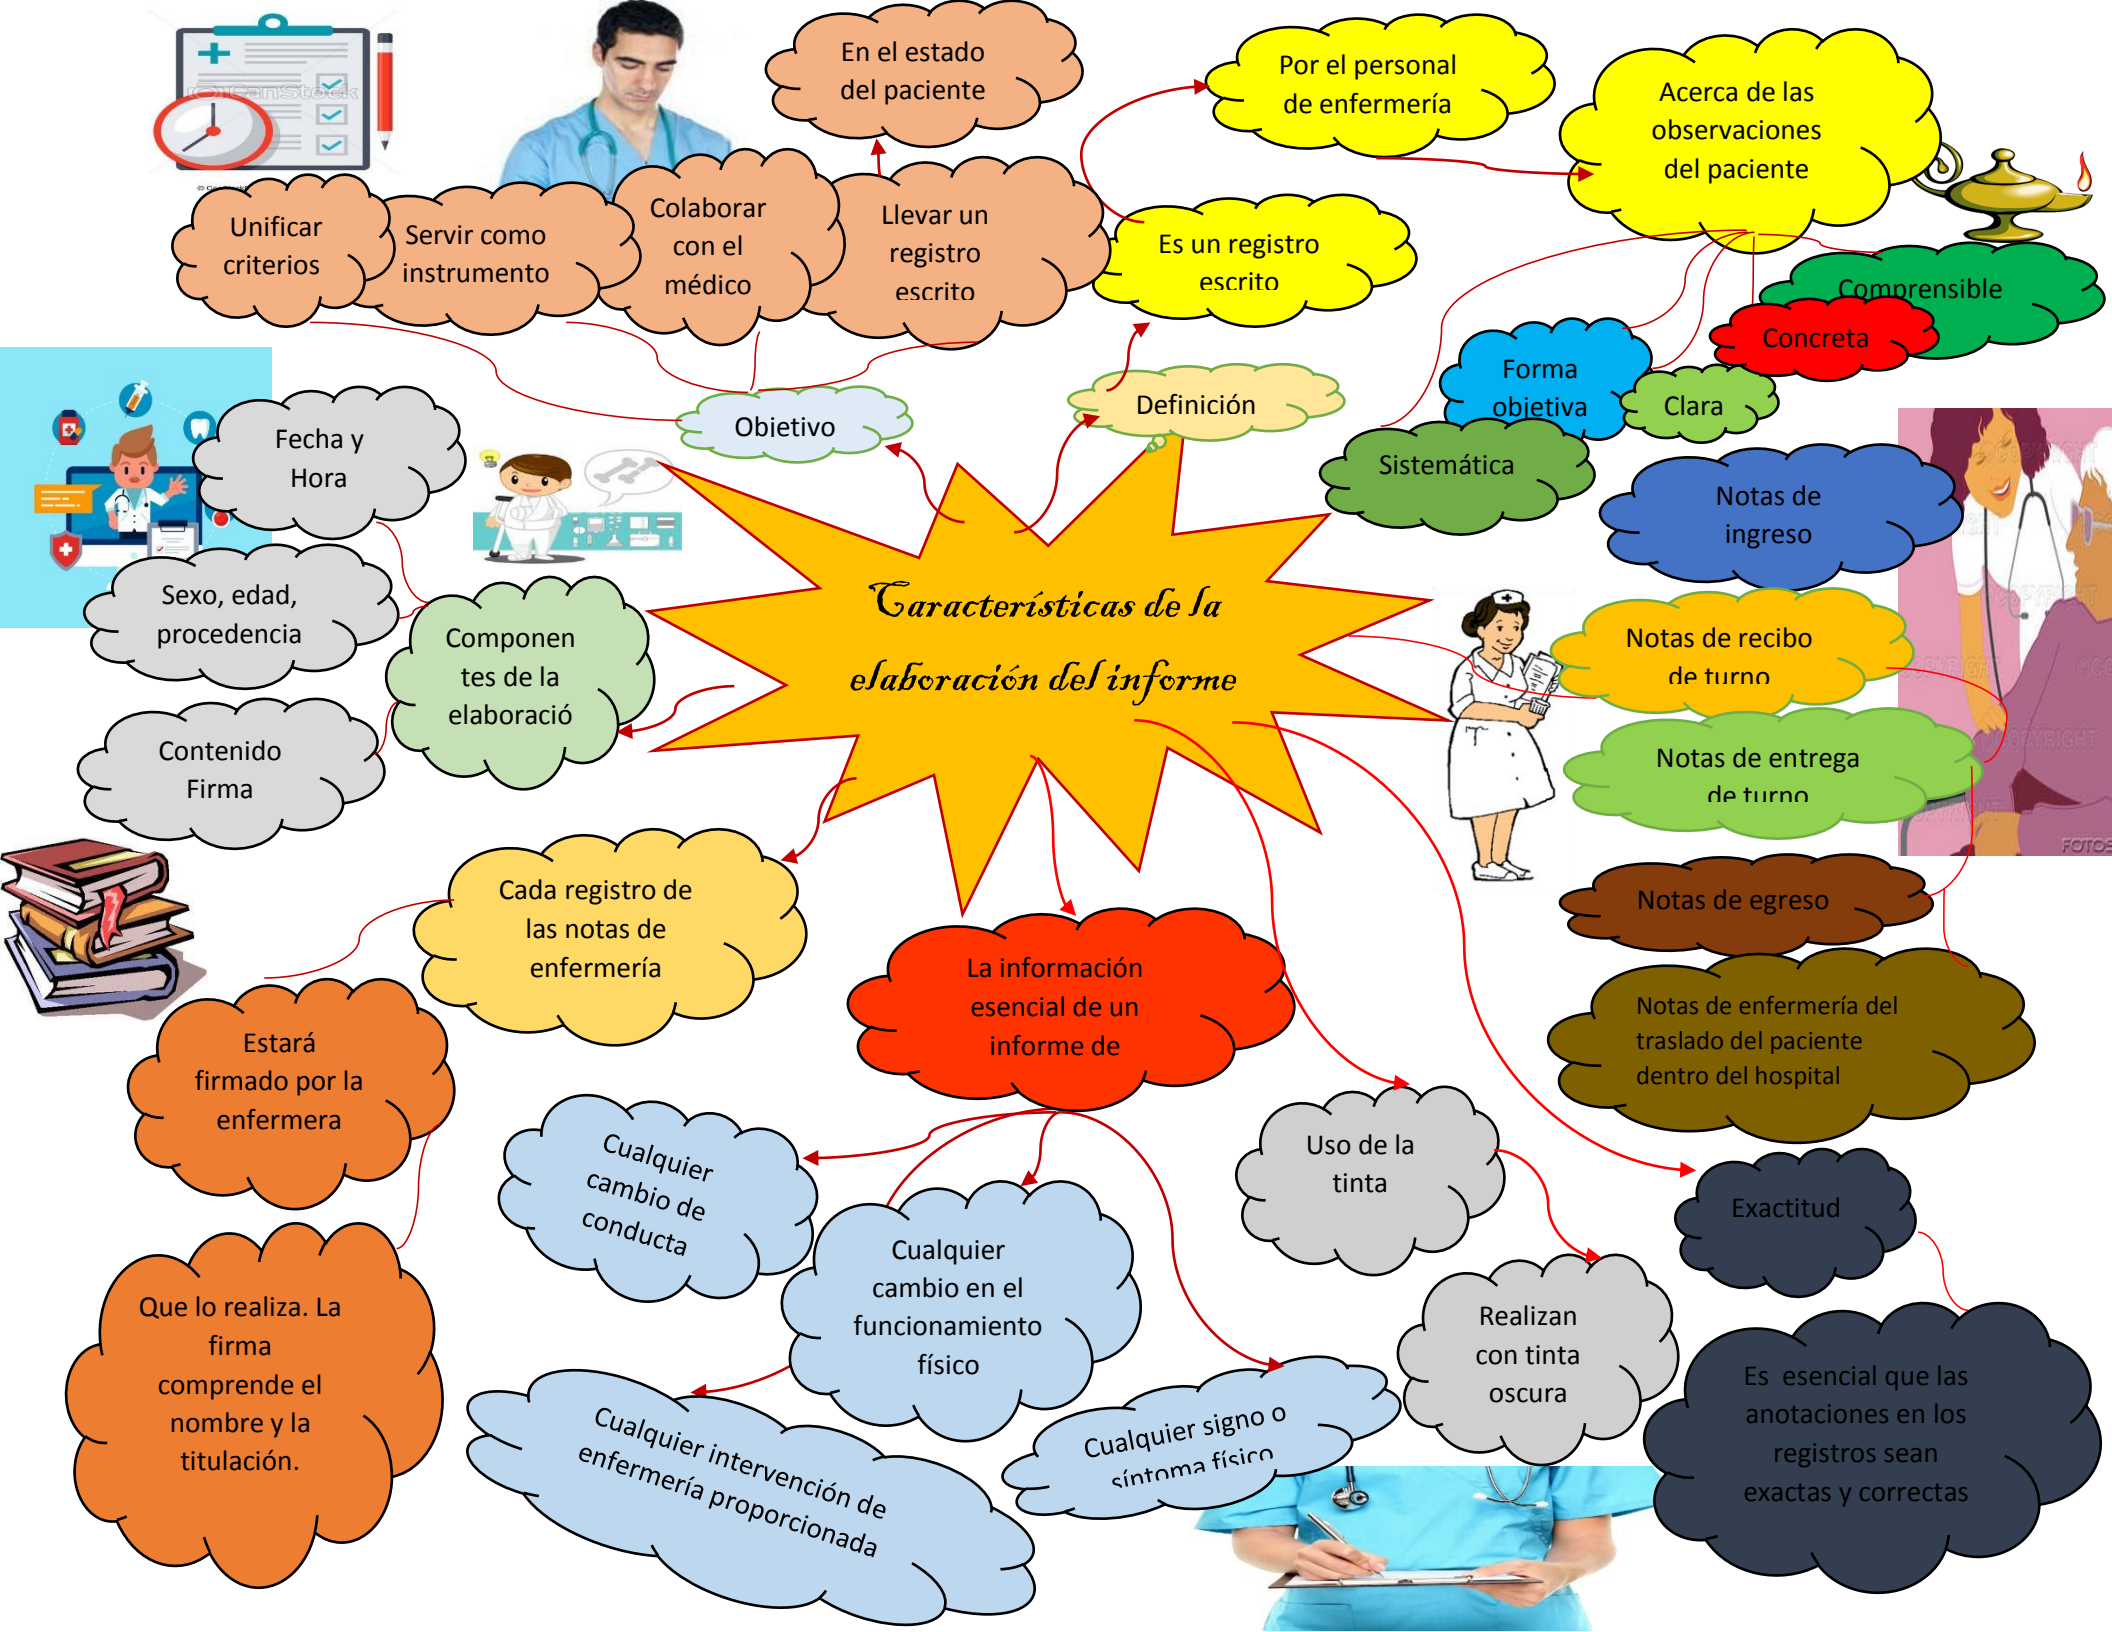 En el estado
del paciente
Por el personal
de enfermería
Acerca de las
observaciones
del paciente
Unificar
criterios
Servir como
instrumento
Colaborar
con el
médico
Llevar un
registro
escrito
Es un registro
escrito
Comprensible
Concreta
Forma
objetiva
Clara
Sistemática
Objetivo
Definición
Fecha y
Hora
Sexo, edad,
procedencia
Contenido
Firma
Componen
tes de la
elaboració
Características de la
elaboración del informe
Notas de
ingreso
Notas de recibo
de turno
Notas de entrega
de turno
Notas de egreso
Notas de enfermería del
traslado del paciente
dentro del hospital
Cada registro de
las notas de
enfermería
Estará
firmado por la
enfermera
Que lo realiza. La
firma
comprende el
nombre y la
titulación.
La información
esencial de un
informe de
Cualquier
cambio de
conducta
Cualquier
cambio en el
funcionamiento
físico
Cualquier intervención de
enfermería proporcionada
Cualquier signo o
síntoma físico
Uso de la
tinta
Realizan
con tinta
oscura
Exactitud
Es  esencial que las
anotaciones en los
registros sean
exactas y correctas
CanStock
COPYRIGHT
FOTOS